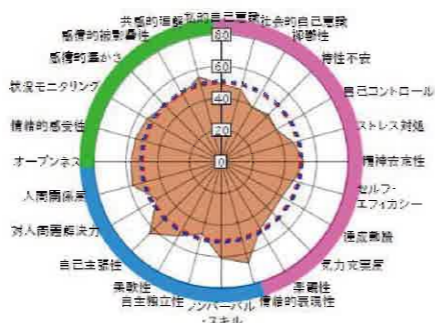 私的自己意識
社会的自己意識
抑鬱性
特性不安
自己コントロール
ストレス対処
精神安定性
セルフ-
エフィカシー
達成動機
気力充実度
楽観性
情緒的表現性
ノンバーバル
・スキル
自主独立性
柔軟性
自己主張性
対人問題解決力
人間関係度
オープンネス
情緒的感受性
状況モニタリング
感情的温かさ
感情的被影響性
共感的理解
80
60
40
20
0